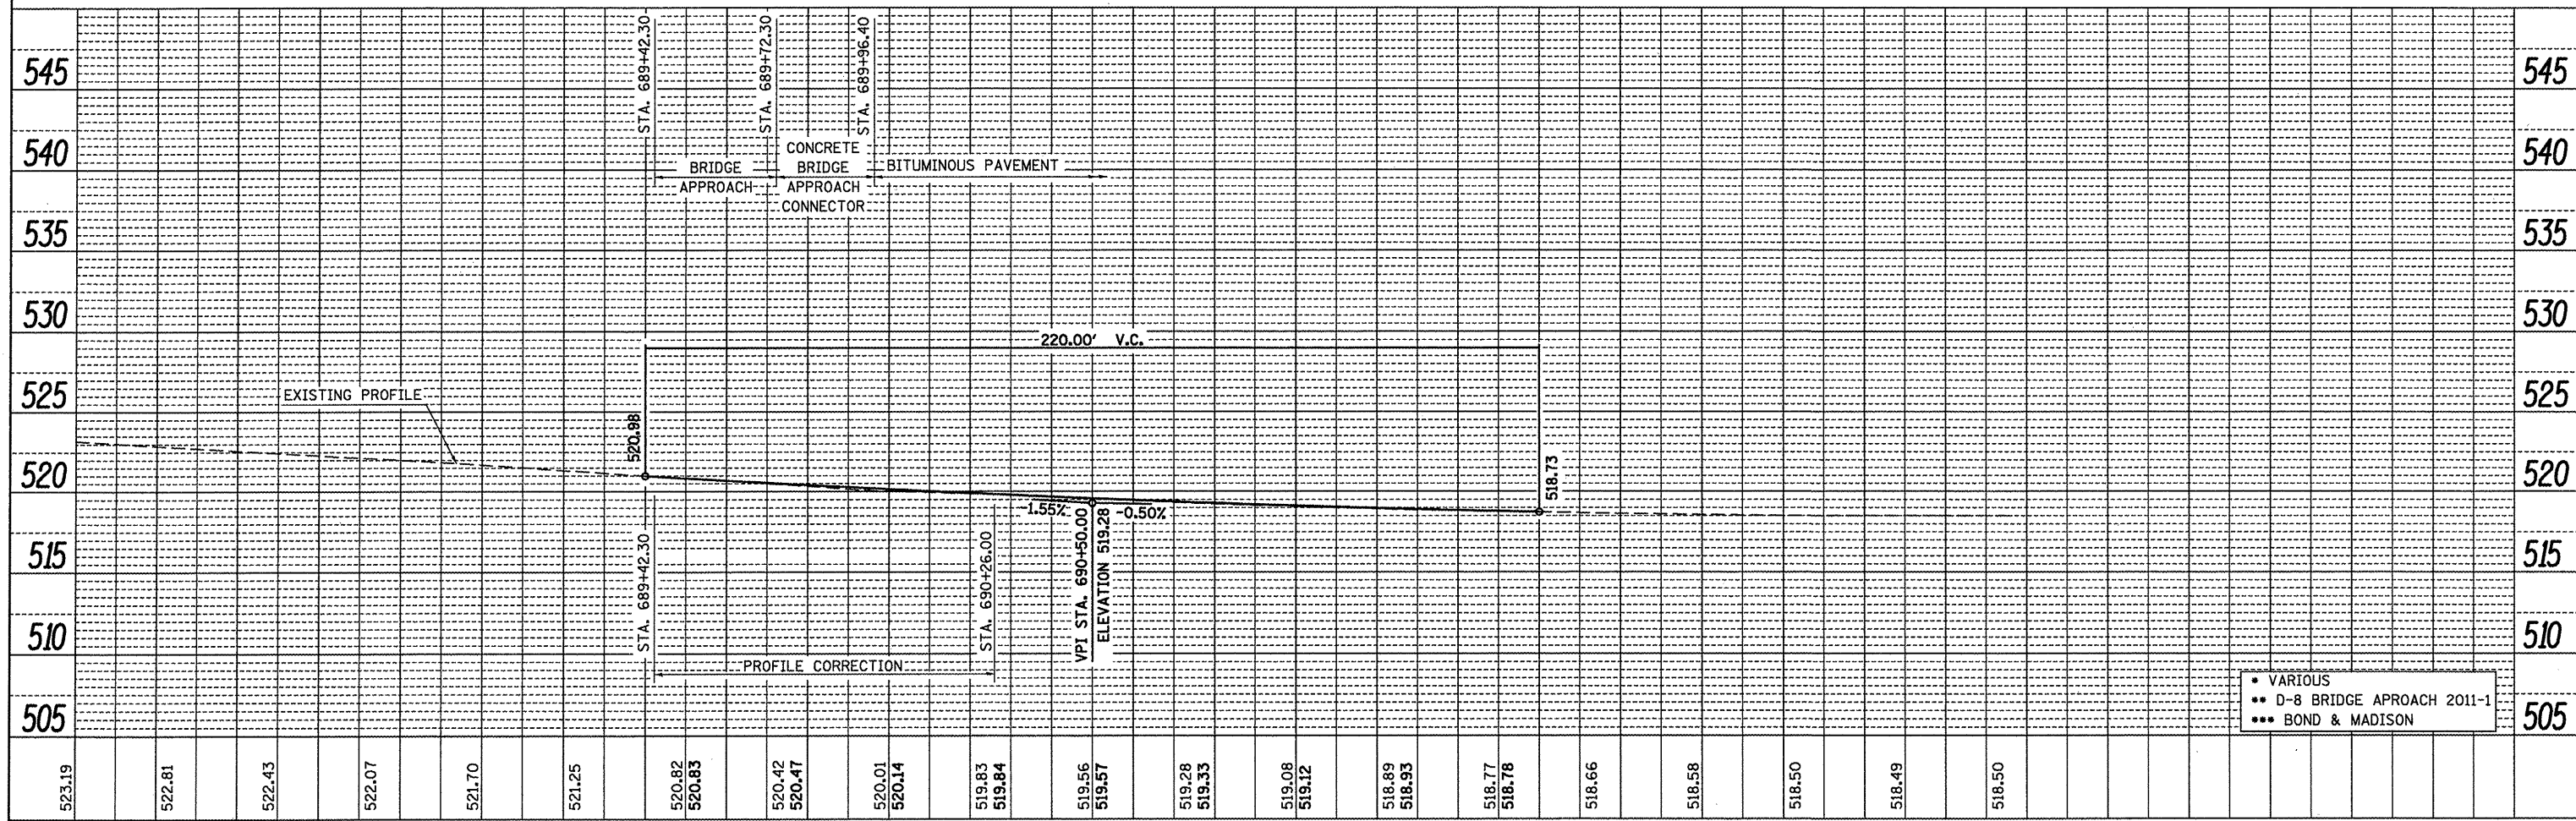 545
540
535
530
525
520
515
510
505
STA. 689+42.30
STA. 689+72.30
STA. 689+96.40
BRIDGE
APPROACH
CONCRETE
BRIDGE
APPROACH
CONNECTOR
BITUMINOUS PAVEMENT
220.00' V.C.
EXISTING PROFILE
520.98
518.73
-1.55%
-0.50%
VPI STA. 690+50.00
ELEVATION 519.28
STA. 689+42.30
STA. 690+26.00
PROFILE CORRECTION
545
540
535
530
525
520
515
510
505
* VARIOUS
** D-8 BRIDGE APROACH 2011-1
*** BOND & MADISON
523.19
522.81
522.43
522.07
521.70
521.25
520.82
520.83
520.42
520.47
520.01
520.14
519.83
519.84
519.56
519.57
519.28
519.33
519.08
519.12
518.89
518.93
518.77
518.78
518.66
518.58
518.50
518.49
518.50